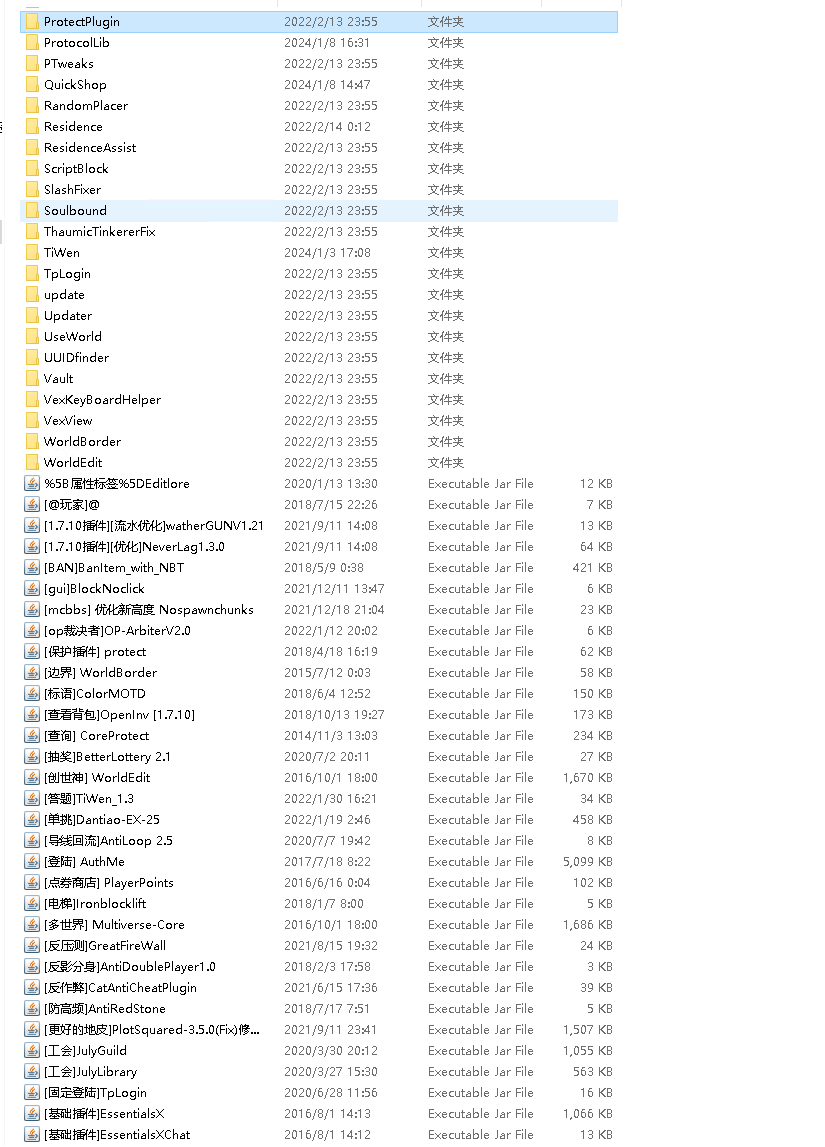 ProtectPlugin 2022/2/13 23:55 文件夹
ProtocolLib 2024/1/8 16:31 文件夹
PTweaks 2022/2/13 23:55 文件夹
QuickShop 2024/1/8 14:47 文件夹
RandomPlacer 2022/2/13 23:55 文件夹
Residence 2022/2/14 0:12 文件夹
ResidenceAssist 2022/2/13 23:55 文件夹
ScriptBlock 2022/2/13 23:55 文件夹
SlashFixer 2022/2/13 23:55 文件夹
Soulbound 2022/2/13 23:55 文件夹
ThaumicTinkererFix 2022/2/13 23:55 文件夹
TiWen 2024/1/3 17:08 文件夹
TpLogin 2022/2/13 23:55 文件夹
update 2022/2/13 23:55 文件夹
Updater 2022/2/13 23:55 文件夹
UseWorld 2022/2/13 23:55 文件夹
UUIDfinder 2022/2/13 23:55 文件夹
Vault 2022/2/13 23:55 文件夹
VexKeyBoardHelper 2022/2/13 23:55 文件夹
VexView 2022/2/13 23:55 文件夹
WorldBorder 2022/2/13 23:55 文件夹
WorldEdit 2022/2/13 23:55 文件夹
%5B属性标签%5DEditlore 2020/1/13 13:30 Executable Jar File 12 KB
[@玩家]@ 2018/7/15 22:26 Executable Jar File 7 KB
[1.7.10插件][流水优化]watherGUNV1.21 2021/9/11 14:08 Executable Jar File 13 KB
[1.7.10插件][优化]NeverLag1.3.0 2021/9/11 14:08 Executable Jar File 64 KB
[BAN]BanItem_with_NBT 2018/5/9 0:38 Executable Jar File 421 KB
[gui]BlockNoclick 2021/12/11 13:47 Executable Jar File 6 KB
[mcbbs] 优化新高度 Nospawnchunks 2021/12/18 21:04 Executable Jar File 23 KB
[op裁决者]OP-ArbiterV2.0 2022/1/12 20:02 Executable Jar File 6 KB
[保护插件] protect 2018/4/18 16:19 Executable Jar File 62 KB
[边界] WorldBorder 2015/7/12 0:03 Executable Jar File 58 KB
[标语]ColorMOTD 2018/6/4 12:52 Executable Jar File 150 KB
[查看背包]OpenInv [1.7.10] 2018/10/13 19:27 Executable Jar File 173 KB
[查询] CoreProtect 2014/11/3 13:03 Executable Jar File 234 KB
[抽奖]BetterLottery 2.1 2020/7/2 20:11 Executable Jar File 27 KB
[创世神] WorldEdit 2016/10/1 18:00 Executable Jar File 1,670 KB
[答题]TiWen_1.3 2022/1/30 16:21 Executable Jar File 34 KB
[单挑]Dantiao-EX-25 2022/1/19 2:46 Executable Jar File 458 KB
[导线回流]AntiLoop 2.5 2020/7/7 19:42 Executable Jar File 8 KB
[登陆] AuthMe 2017/7/18 8:22 Executable Jar File 5,099 KB
[点券商店] PlayerPoints 2016/6/16 0:04 Executable Jar File 102 KB
[电梯]Ironblocklift 2018/1/7 8:00 Executable Jar File 5 KB
[多世界] Multiverse-Core 2016/10/1 18:00 Executable Jar File 1,686 KB
[反压测]GreatFireWall 2021/8/15 19:32 Executable Jar File 24 KB
[反影分身]AntiDoublePlayer1.0 2018/2/3 17:58 Executable Jar File 3 KB
[反作弊]CatAntiCheatPlugin 2021/6/15 17:36 Executable Jar File 39 KB
[防高频]AntiRedStone 2018/7/17 7:51 Executable Jar File 5 KB
[更好的地皮]PlotSquared-3.5.0(Fix)修... 2021/9/11 23:41 Executable Jar File 1,507 KB
[工会]JulyGuild 2020/3/30 20:12 Executable Jar File 1,055 KB
[工会]JulyLibrary 2020/3/27 15:30 Executable Jar File 563 KB
[固定登陆]TpLogin 2020/6/28 11:56 Executable Jar File 16 KB
[基础插件]EssentialsX 2016/8/1 14:13 Executable Jar File 1,066 KB
[基础插件]EssentialsXChat 2016/8/1 14:12 Executable Jar File 13 KB